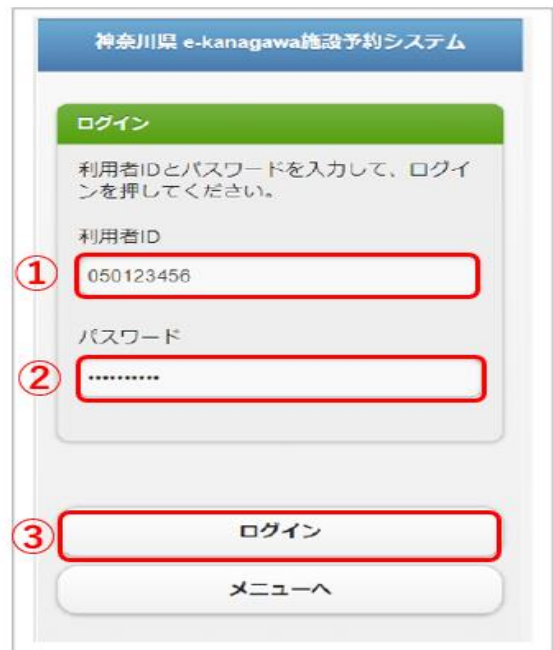 神奈川県 e-kanagawa施設予約システム
ログイン
利用者IDとパスワードを入力して、ログイ
ンを押してください。
利用者ID
① 050123456
パスワード
② ••••••••••
③ ログイン
メニューへ